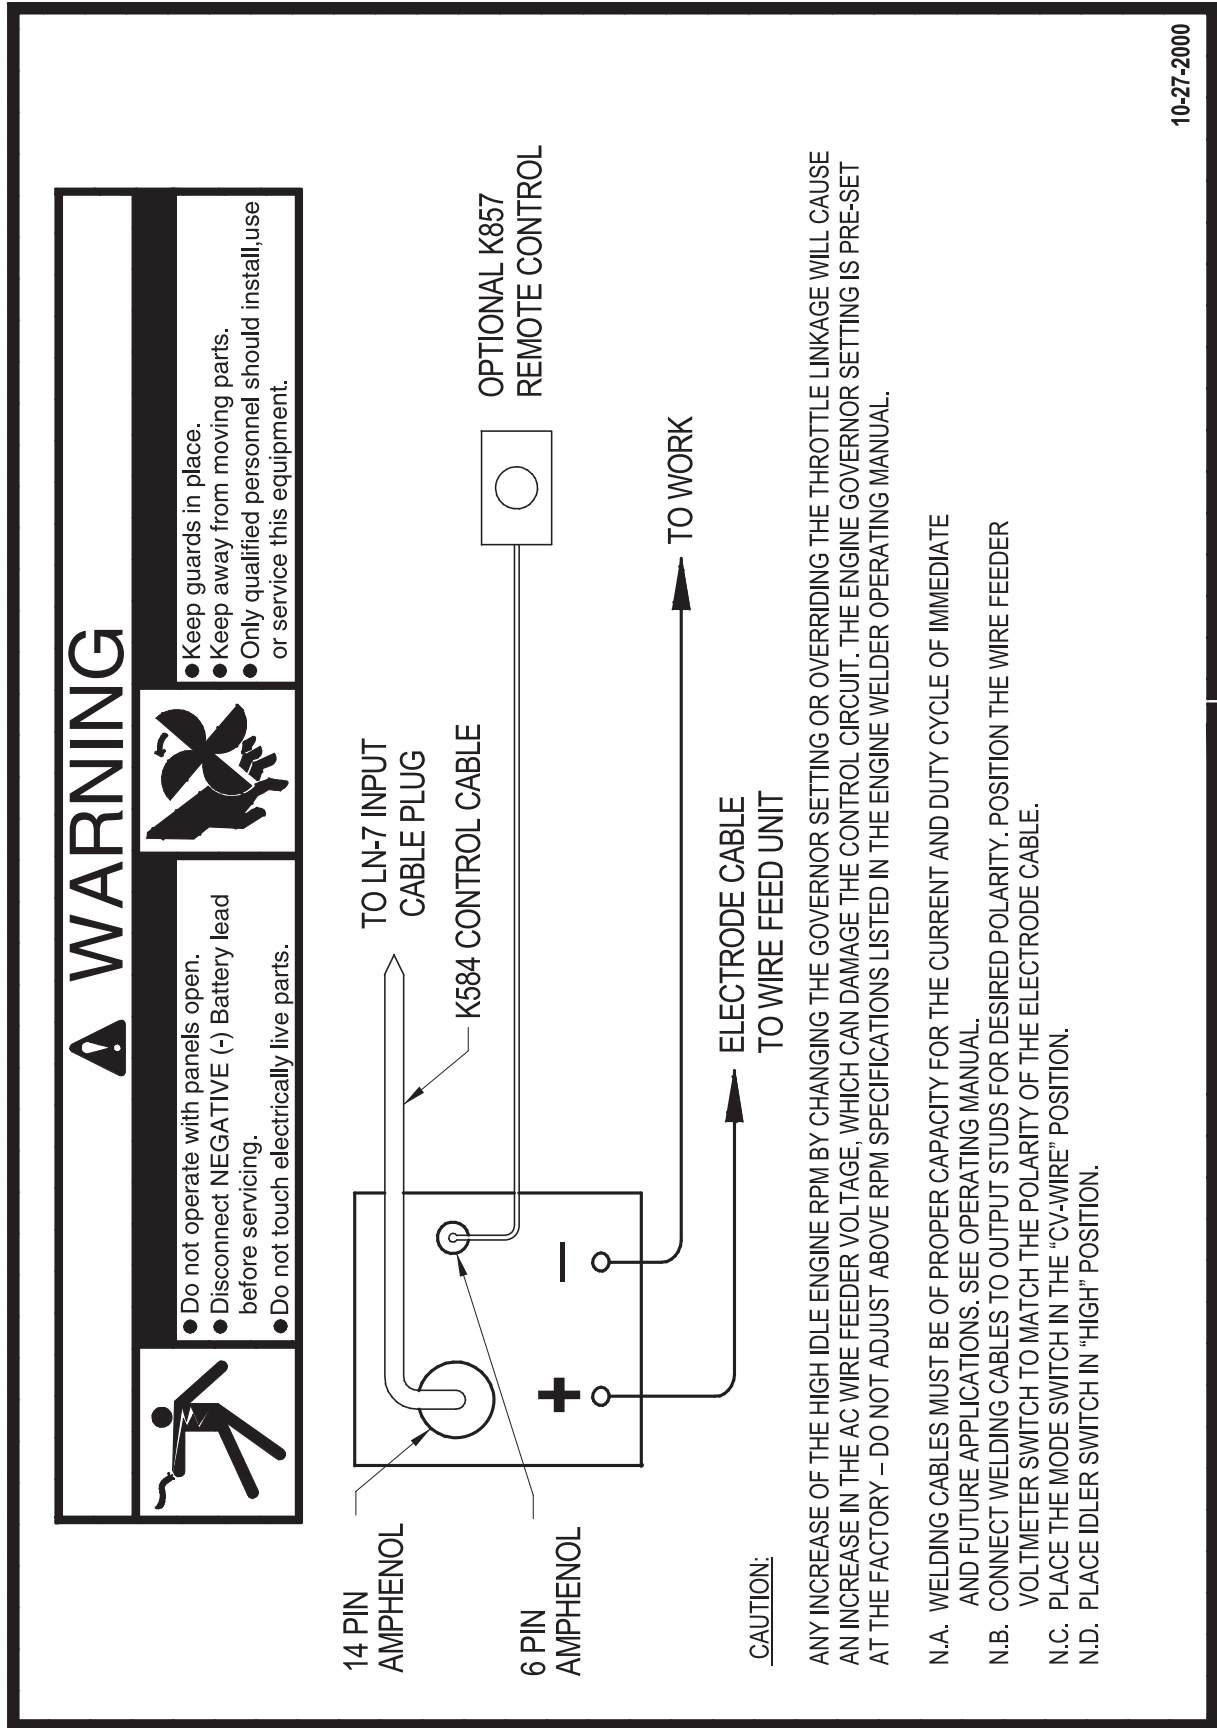 WARNING
● Do not operate with panels open.
● Disconnect NEGATIVE (-) Battery lead
before servicing.
● Do not touch electrically live parts.
● Keep guards in place.
● Keep away from moving parts.
● Only qualified personnel should install,use
or service this equipment.
14 PIN
AMPHENOL
6 PIN
AMPHENOL
TO LN-7 INPUT
CABLE PLUG
K584 CONTROL CABLE
OPTIONAL K857
REMOTE CONTROL
+
–
TO WORK
ELECTRODE CABLE
TO WIRE FEED UNIT
CAUTION:
ANY INCREASE OF THE HIGH IDLE ENGINE RPM BY CHANGING THE GOVERNOR SETTING OR OVERRIDING THE THROTTLE LINKAGE WILL CAUSE
AN INCREASE IN THE AC WIRE FEEDER VOLTAGE, WHICH CAN DAMAGE THE CONTROL CIRCUIT. THE ENGINE GOVERNOR SETTING IS PRE-SET
AT THE FACTORY – DO NOT ADJUST ABOVE RPM SPECIFICATIONS LISTED IN THE ENGINE WELDER OPERATING MANUAL.
N.A. WELDING CABLES MUST BE OF PROPER CAPACITY FOR THE CURRENT AND DUTY CYCLE OF IMMEDIATE
AND FUTURE APPLICATIONS. SEE OPERATING MANUAL.
N.B. CONNECT WELDING CABLES TO OUTPUT STUDS FOR DESIRED POLARITY. POSITION THE WIRE FEEDER
VOLTMETER SWITCH TO MATCH THE POLARITY OF THE ELECTRODE CABLE.
N.C. PLACE THE MODE SWITCH IN THE “CV-WIRE” POSITION.
N.D. PLACE IDLER SWITCH IN “HIGH” POSITION.
10-27-2000